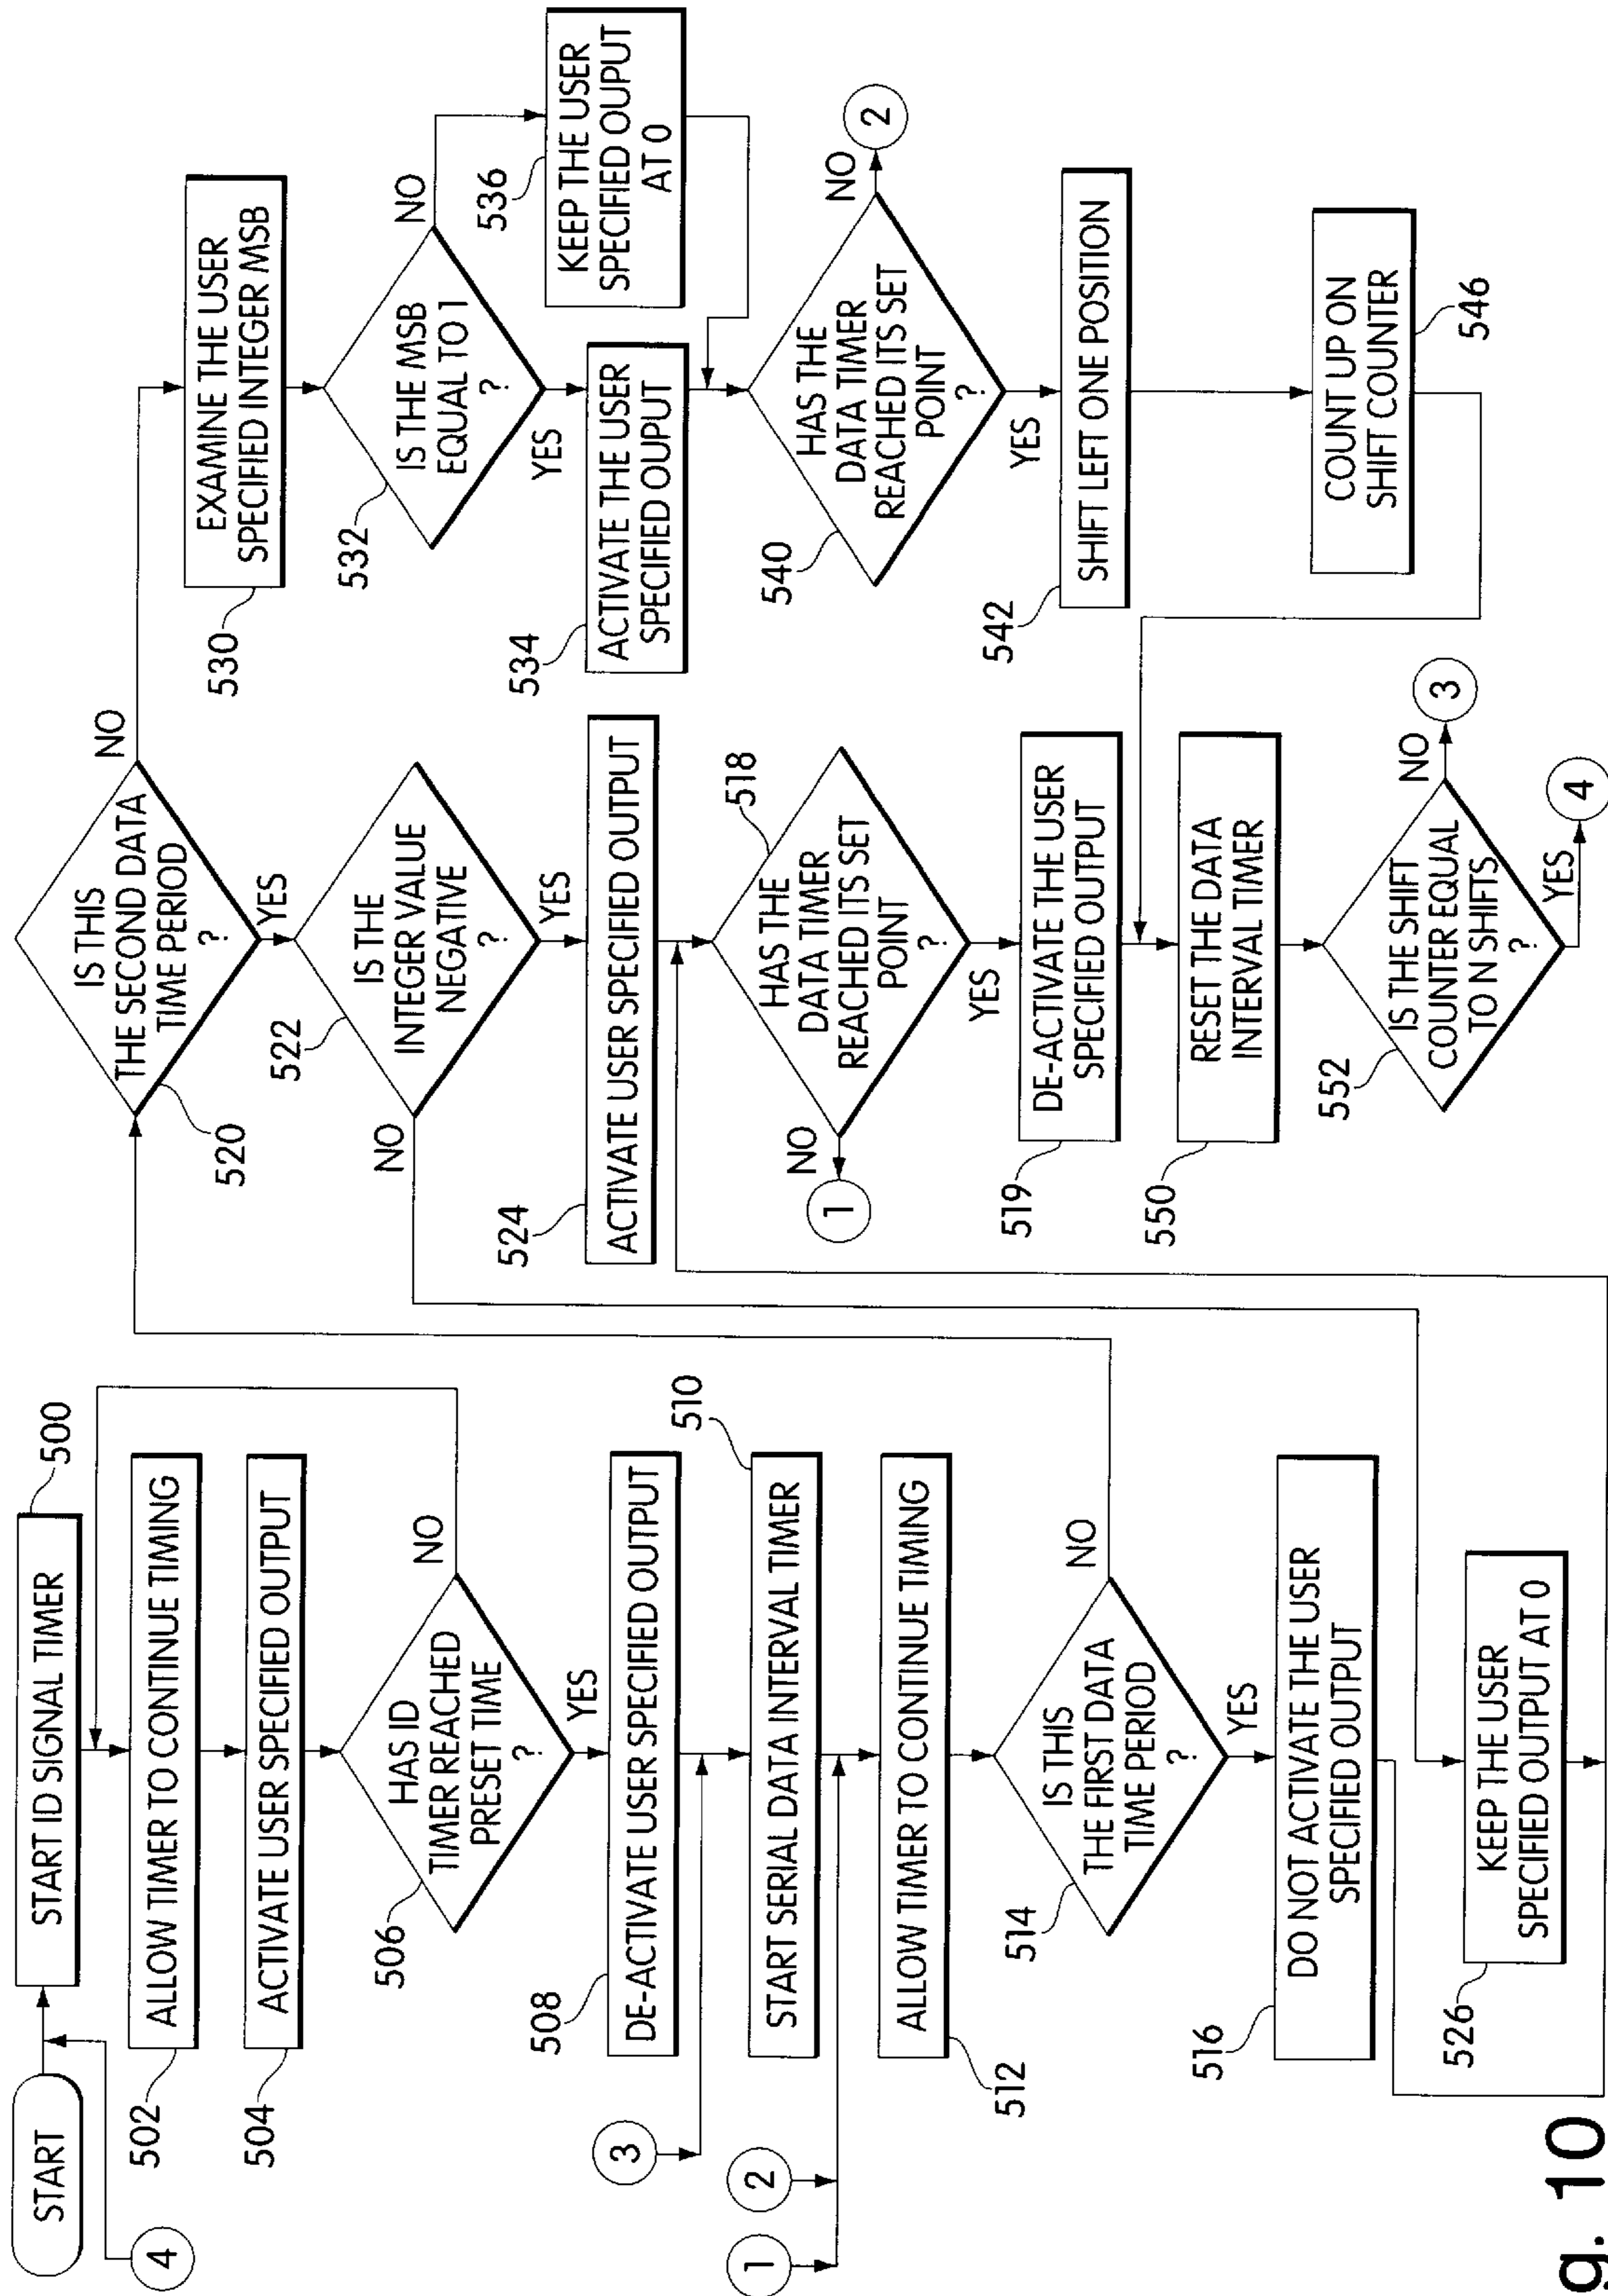 START
4
START ID SIGNAL TIMER
500
ALLOW TIMER TO CONTINUE TIMING
502
ACTIVATE USER SPECIFIED OUTPUT
504
HAS ID
TIMER REACHED
PRESET TIME
?
506
NO
YES
DE-ACTIVATE USER SPECIFIED OUTPUT
508
3
START SERIAL DATA INTERVAL TIMER
510
1
2
ALLOW TIMER TO CONTINUE TIMING
512
IS THIS
THE FIRST DATA
TIME PERIOD
?
514
NO
YES
DO NOT ACTIVATE THE USER
SPECIFIED OUTPUT
516
KEEP THE USER
SPECIFIED OUTPUT AT 0
526
IS THIS
THE SECOND DATA
TIME PERIOD
?
520
NO
YES
IS THE
INTEGER VALUE
NEGATIVE
?
522
NO
YES
ACTIVATE USER SPECIFIED OUTPUT
524
HAS THE
DATA TIMER
REACHED ITS SET
POINT
?
518
NO
1
YES
DE-ACTIVATE THE USER
SPECIFIED OUTPUT
519
RESET THE DATA
INTERVAL TIMER
550
IS THE SHIFT
COUNTER EQUAL
TO N SHIFTS
?
552
NO
3
YES
4
EXAMINE THE USER
SPECIFIED INTEGER MSB
530
IS THE MSB
EQUAL TO 1
?
532
NO
YES
KEEP THE USER
SPECIFIED OUPUT
AT 0
536
ACTIVATE THE USER
SPECIFIED OUPUT
534
HAS THE
DATA TIMER
REACHED ITS SET
POINT
?
540
NO
2
YES
SHIFT LEFT ONE POSITION
542
COUNT UP ON
SHIFT COUNTER
546
g. 10